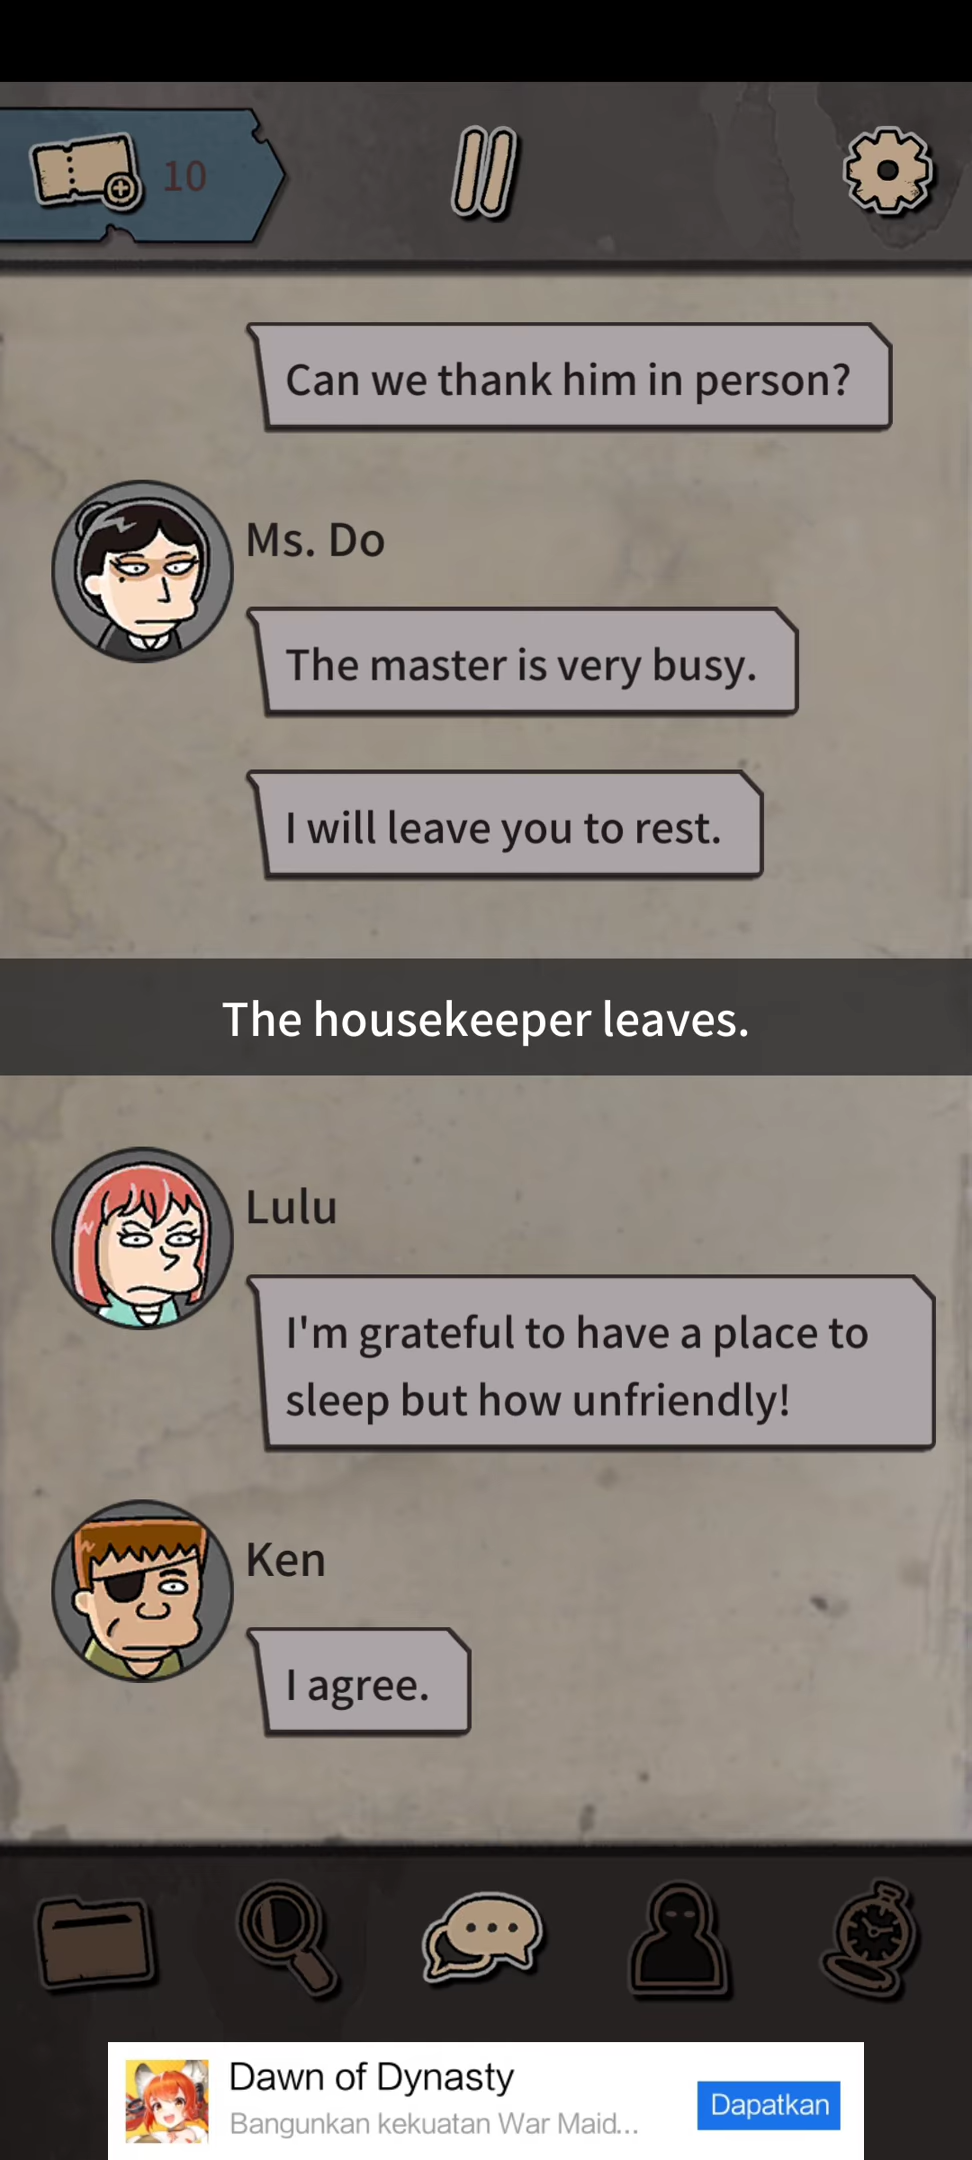 10
Can we thank him in person?
Ms. Do
The master is very busy.
I will leave you to rest.
The housekeeper leaves.
Lulu
I'm grateful to have a place to
sleep but how unfriendly!
Ken
I agree.
Dawn of Dynasty
Bangunkan kekuatan War Maid...
Dapatkan